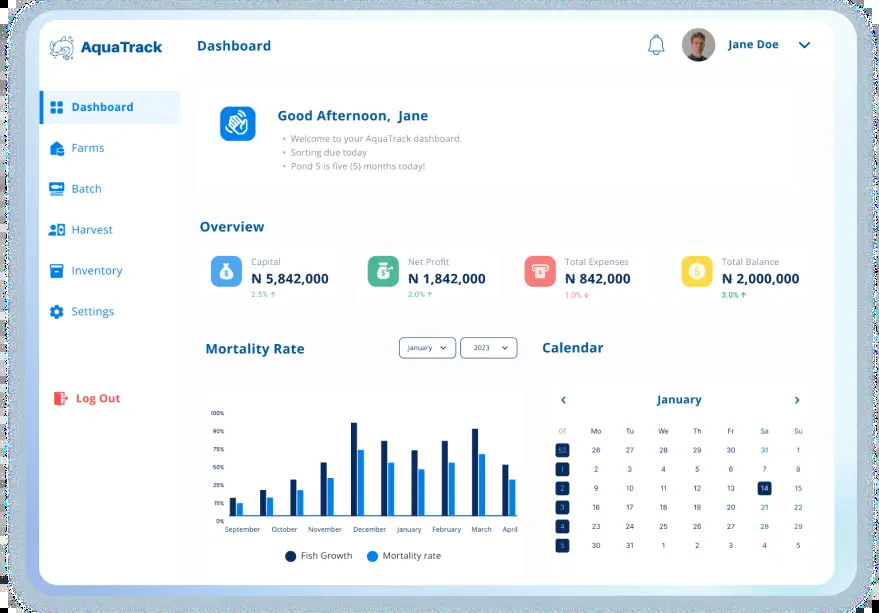 AquaTrack
Dashboard
Jane Doe
Dashboard
Farms
Batch
Harvest
Inventory
Settings
Log Out
Good Afternoon, Jane
• Welcome to your AquaTrack dashboard.
• Sorting due today
• Pond 5 is five (5) months today!
Overview
Capital
N 5,842,000
2.5% ↑
Net Profit
N 1,842,000
2.0% ↑
Total Expenses
N 842,000
1.0% ↓
Total Balance
N 2,000,000
3.0% ↑
Mortality Rate
January
2023
100%
90%
75%
50%
25%
15%
0%
September October November December January February March April
Fish Growth Mortality rate
Calendar
January
01 Mo Tu We Th Fr Sa Su
52 26 27 28 29 30 31 1
1 2 3 4 5 6 7 8
2 9 10 11 12 13 14 15
3 16 17 18 19 20 21 22
4 23 24 25 26 27 28 29
5 30 31 1 2 3 4 5